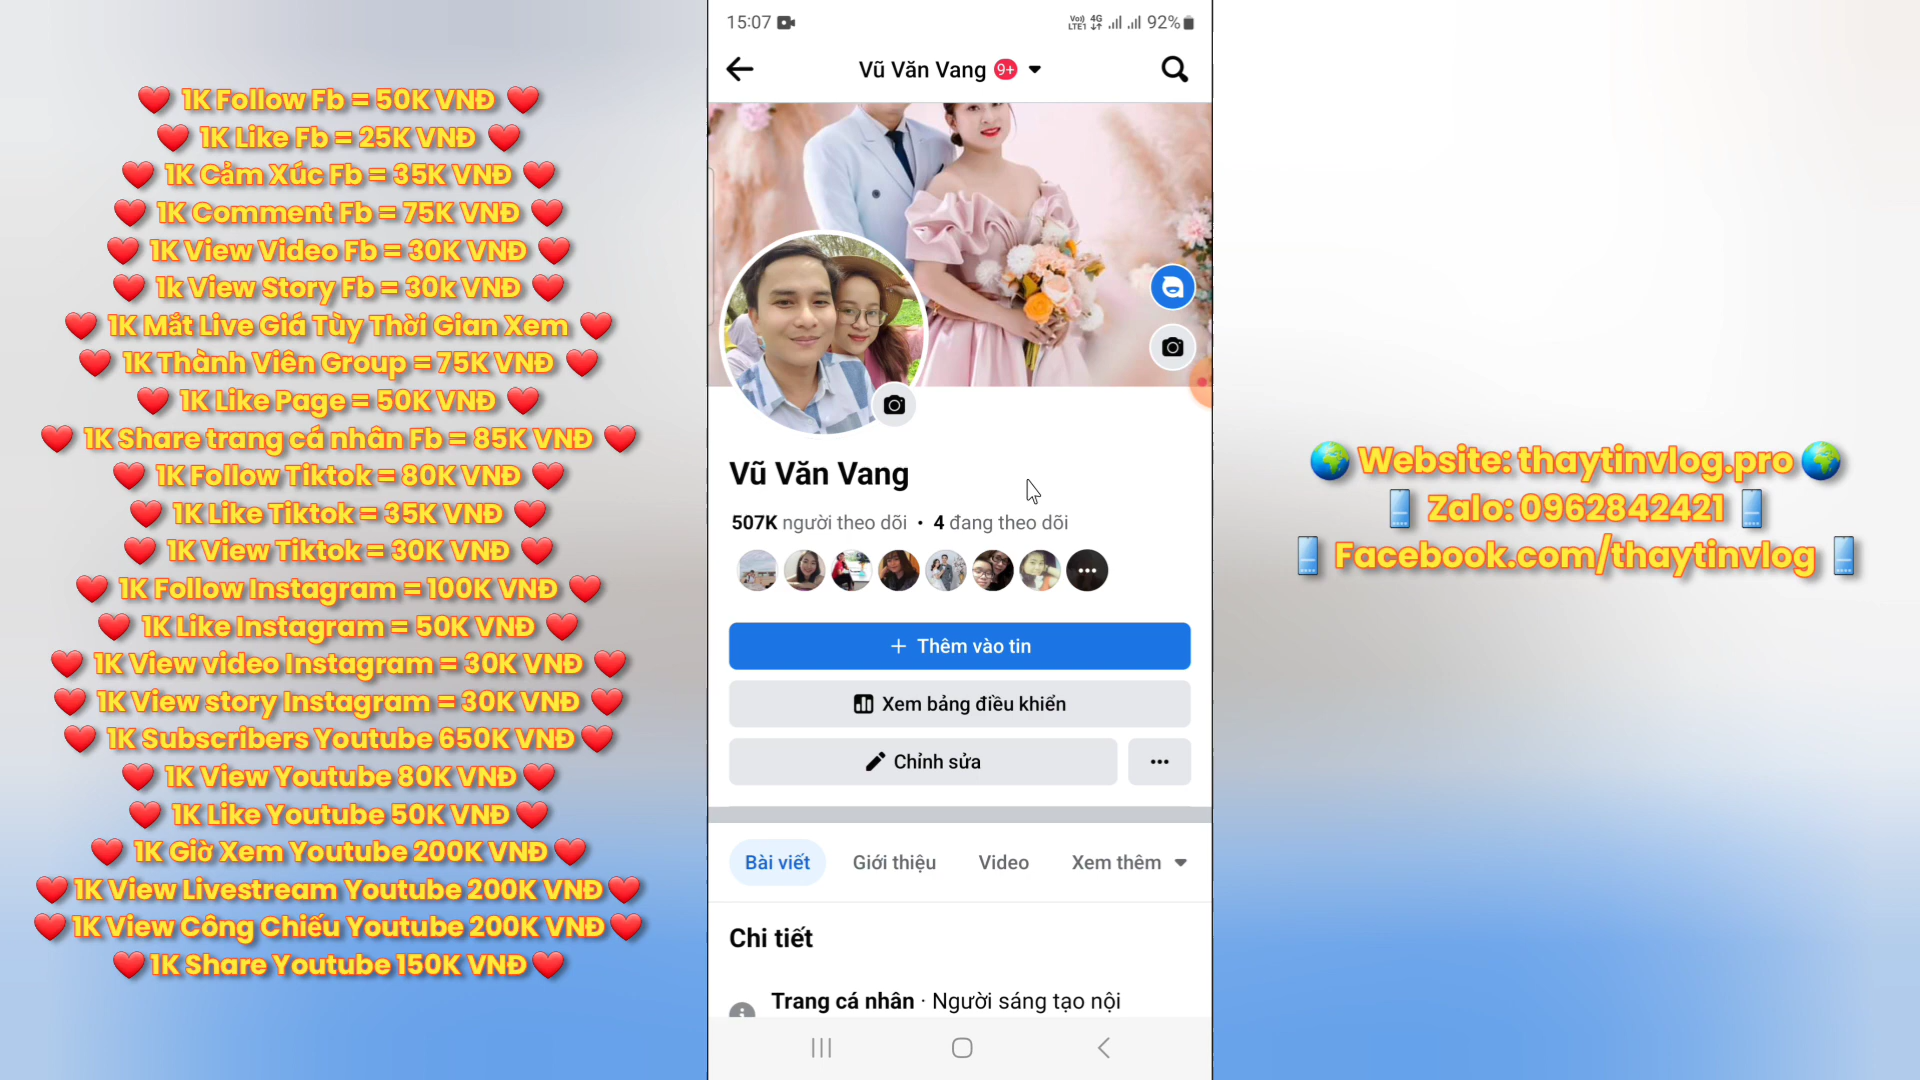 1K Follow Fb = 50K VNĐ
1K Like Fb = 25K VNĐ
1K Cảm Xúc Fb = 35K VNĐ
1K Comment Fb = 75K VNĐ
1K View Video Fb = 30K VNĐ
1k View Story Fb = 30k VNĐ
1K Mắt Live Giá Tùy Thời Gian Xem
1K Thành Viên Group = 75K VNĐ
1K Like Page = 50K VNĐ
1K Share trang cá nhân Fb = 85K VNĐ
1K Follow Tiktok = 80K VNĐ
1K Like Tiktok = 35K VNĐ
1K View Tiktok = 30K VNĐ
1K Follow Instagram = 100K VNĐ
1K Like Instagram = 50K VNĐ
1K View video Instagram = 30K VNĐ
1K View story Instagram = 30K VNĐ
1K Subscribers Youtube 650K VNĐ
1K View Youtube 80K VNĐ
1K Like Youtube 50K VNĐ
1K Giờ Xem Youtube 200K VNĐ
1K View Livestream Youtube 200K VNĐ
1K View Công Chiếu Youtube 200K VNĐ
1K Share Youtube 150K VNĐ
15:07 Vo) LTE1 4G 92%
Vũ Văn Vang 9+
Vũ Văn Vang
507K người theo dõi • 4 đang theo dõi
+ Thêm vào tin
Xem bảng điều khiển
Chỉnh sửa
Bài viết Giới thiệu Video Xem thêm
Chi tiết
Trang cá nhân · Người sáng tạo nội
Website: thaytinvlog.pro
Zalo: 0962842421
Facebook.com/thaytinvlog